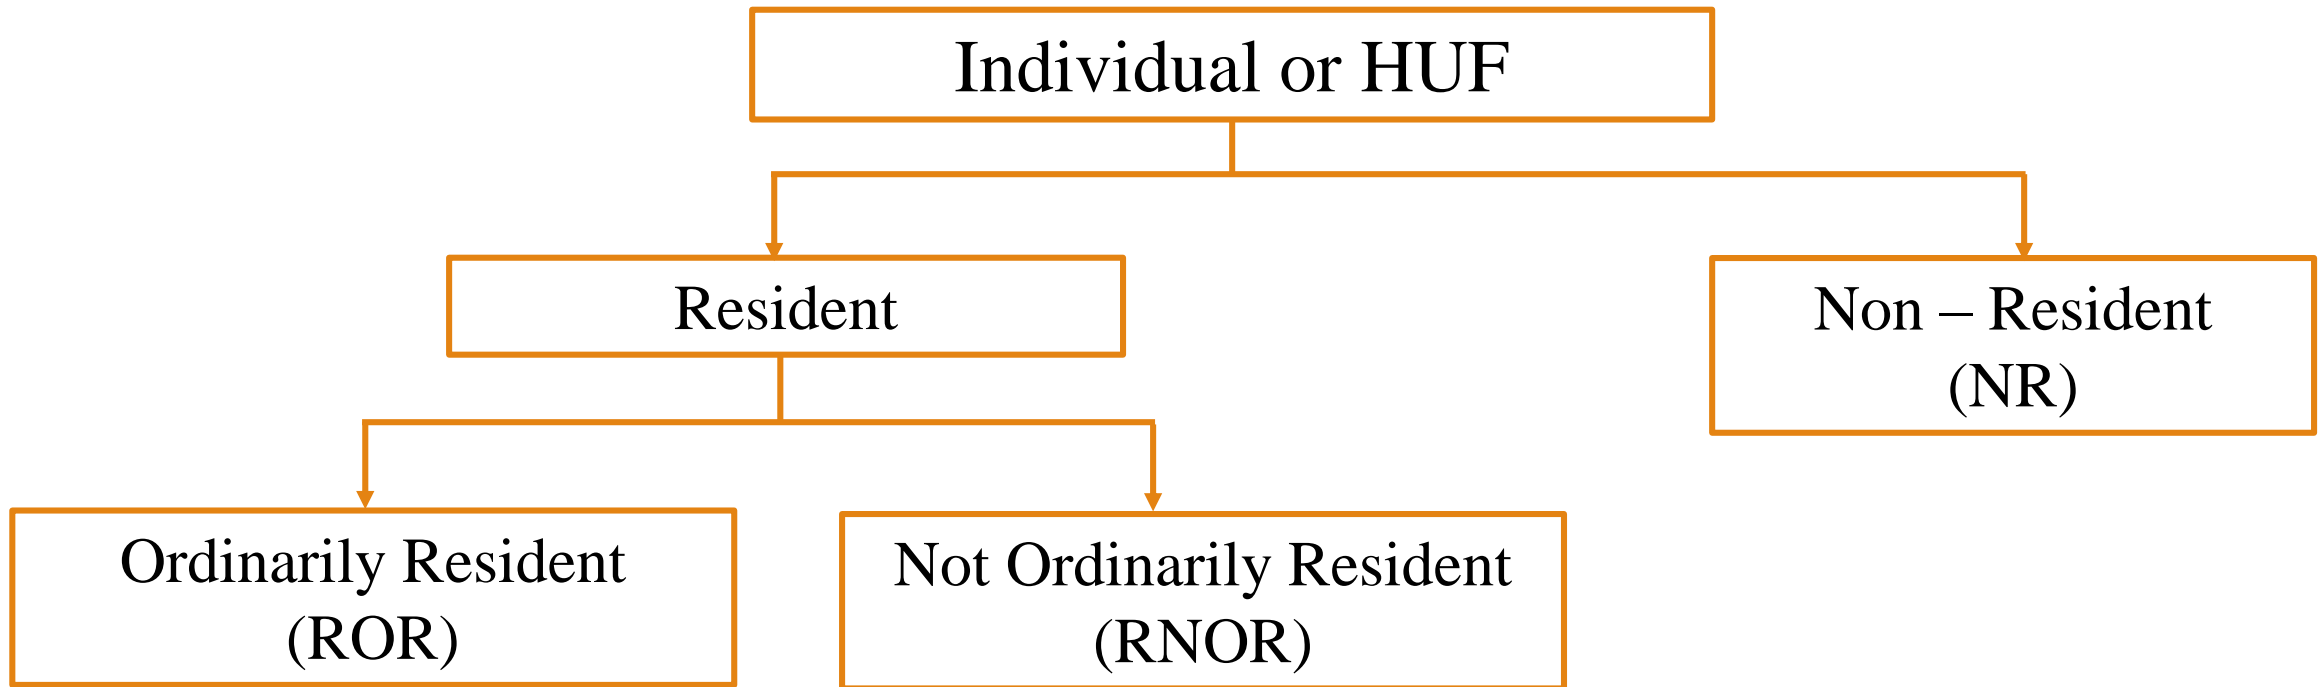 Individual or HUF
Resident
Non – Resident
(NR)
Ordinarily Resident
(ROR)
Not Ordinarily Resident
(RNOR)